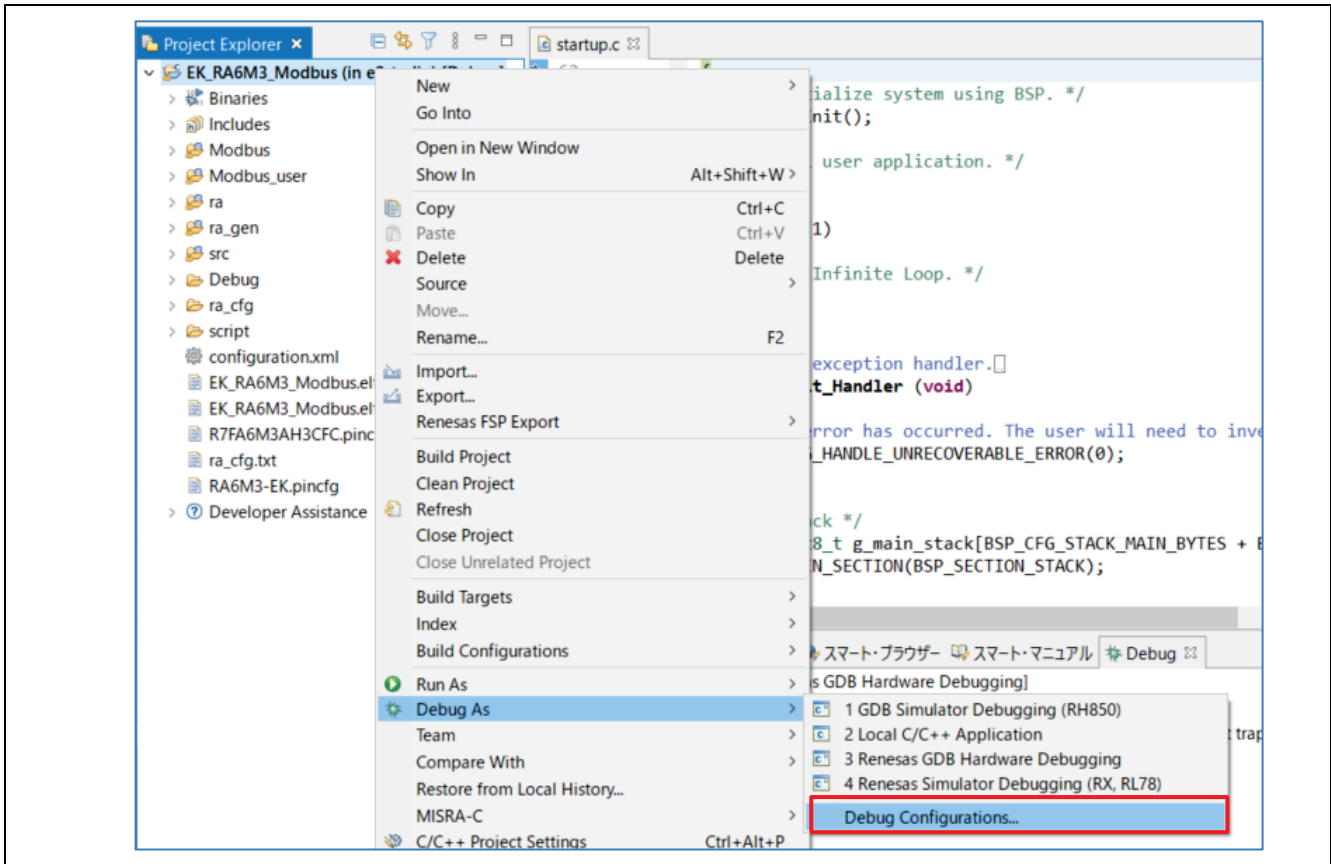 Project Explorer
startup.c
EK_RA6M3_Modbus (in e
63
{
Binaries
Includes
Modbus
Modbus_user
ra
ra_gen
src
Debug
ra_cfg
script
configuration.xml
EK_RA6M3_Modbus.el
EK_RA6M3_Modbus.el
R7FA6M3AH3CFC.pinc
ra_cfg.txt
RA6M3-EK.pincfg
Developer Assistance
New
Go Into
Open in New Window
Show In Alt+Shift+W
Copy Ctrl+C
Paste Ctrl+V
Delete Delete
Source
Move...
Rename... F2
Import...
Export...
Renesas FSP Export
Build Project
Clean Project
Refresh
Close Project
Close Unrelated Project
Build Targets
Index
Build Configurations
Run As
Debug As
Team
Compare With
Restore from Local History...
MISRA-C
C/C++ Project Settings Ctrl+Alt+P
ialize system using BSP. */
nit();
user application. */
1)
Infinite Loop. */
exception handler.
t_Handler (void)
rror has occurred. The user will need to inve
_HANDLE_UNRECOVERABLE_ERROR(0);
ck */
8_t g_main_stack[BSP_CFG_STACK_MAIN_BYTES +
N_SECTION(BSP_SECTION_STACK);
スマート・ブラウザー スマート・マニュアル Debug
s GDB Hardware Debugging]
1 GDB Simulator Debugging (RH850)
2 Local C/C++ Application
3 Renesas GDB Hardware Debugging
4 Renesas Simulator Debugging (RX, RL78)
Debug Configurations...
trap